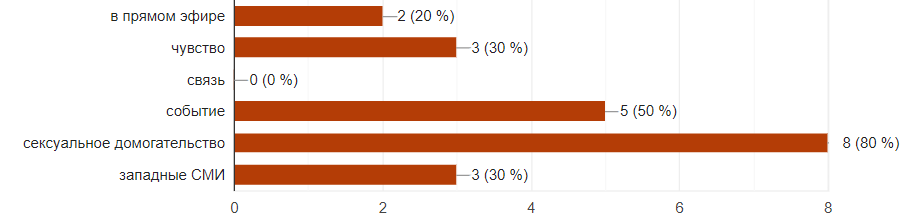 в прямом эфире 2 (20 %)
чувство 3 (30 %)
связь 0 (0 %)
событие 5 (50 %)
сексуальное домогательство 8 (80 %)
западные СМИ 3 (30 %)
0 2 4 6 8